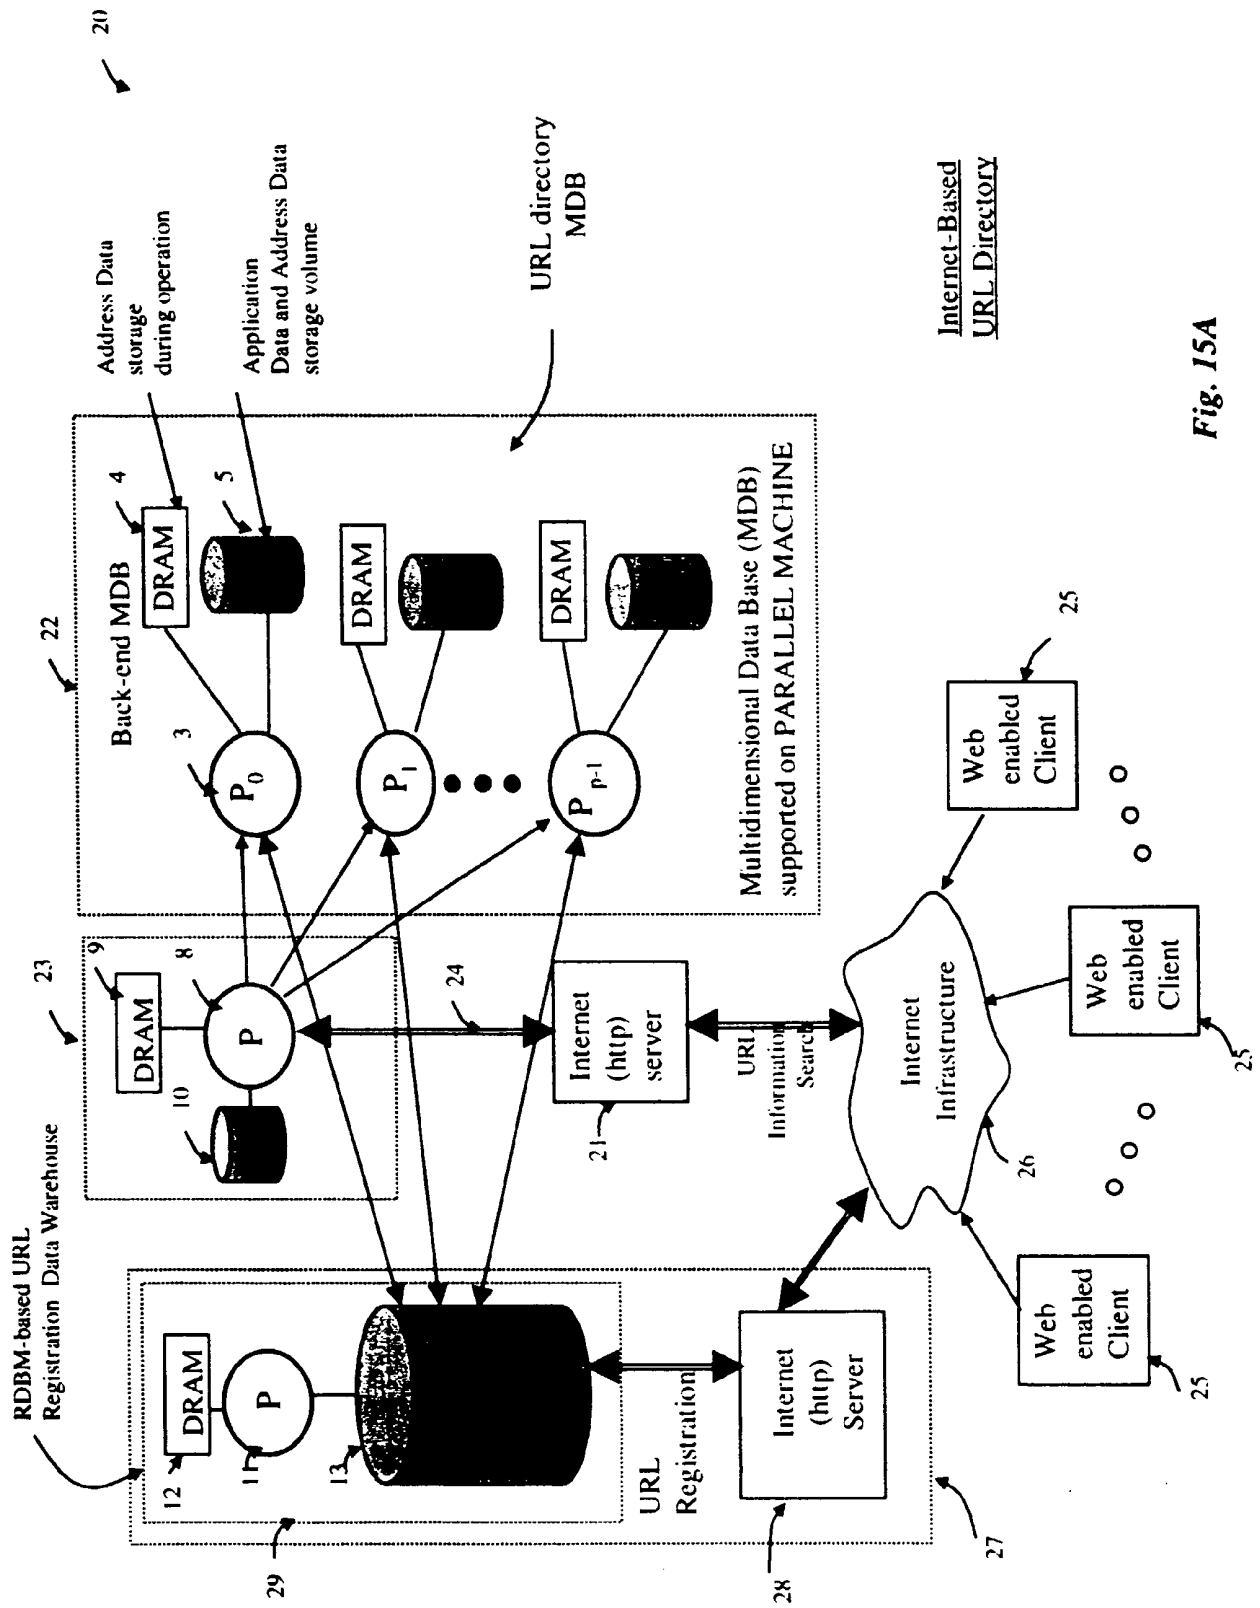 20
RDBM-based URL
Registration Data Warehouse
29
12
DRAM
11
P
13
URL
Registration
Internet
(http)
Server
28
27
23
DRAM
9
10
8
P
24
Internet
(http)
server
21
URL
Information
Search
22
Back-end MDB
3
P0
DRAM
4
5
P1
DRAM
P p-1
DRAM
Multidimensional Data Base (MDB)
supported on PARALLEL MACHINE
Address Data
storage
during operation
Application
Data and Address Data
storage volume
URL directory
MDB
Internet
Infrastructure
26
Web
enabled
Client
25
Web
enabled
Client
25
Web
enabled
Client
25
Internet-Based
URL Directory
Fig. 15A